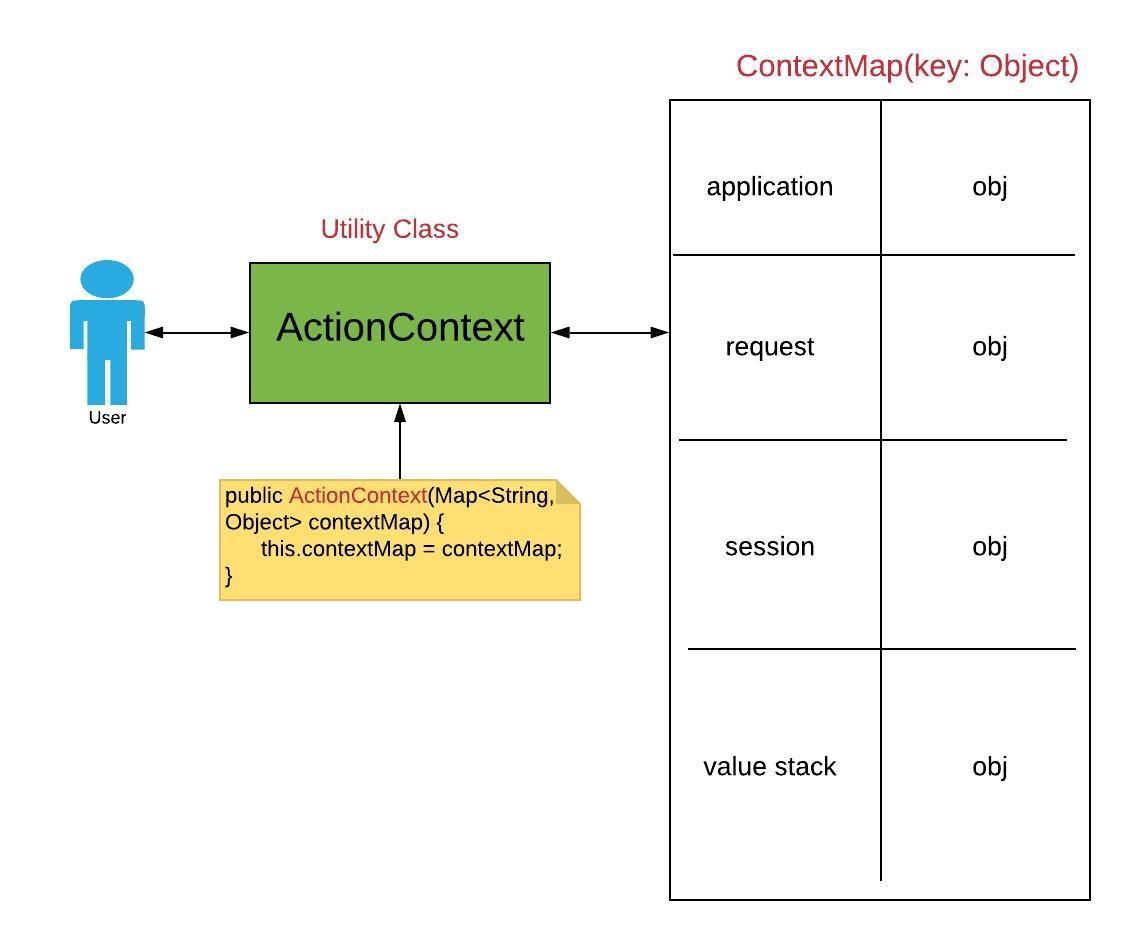 ContextMap(key: Object)
application obj
Utility Class
ActionContext
request obj
User
public ActionContext(Map<String,
Object> contextMap) {
this.contextMap = contextMap;
}
session obj
value stack obj